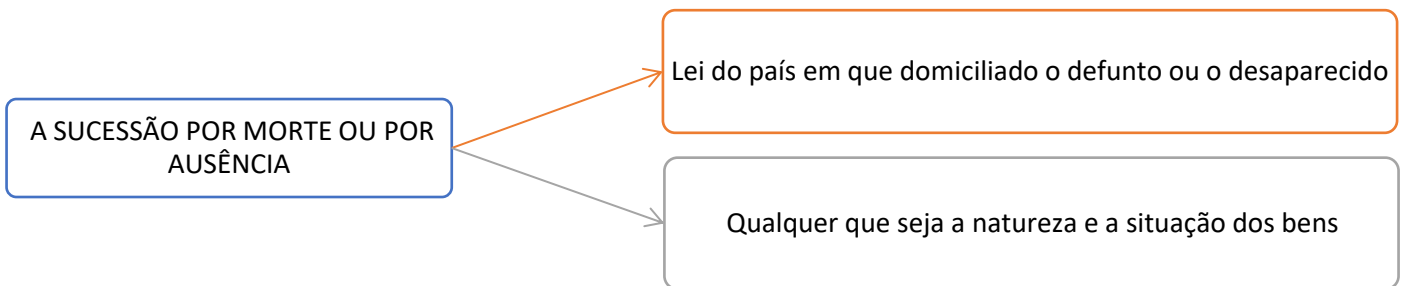 A SUCESSÃO POR MORTE OU POR
AUSÊNCIA
Lei do país em que domiciliado o defunto ou o desaparecido
Qualquer que seja a natureza e a situação dos bens